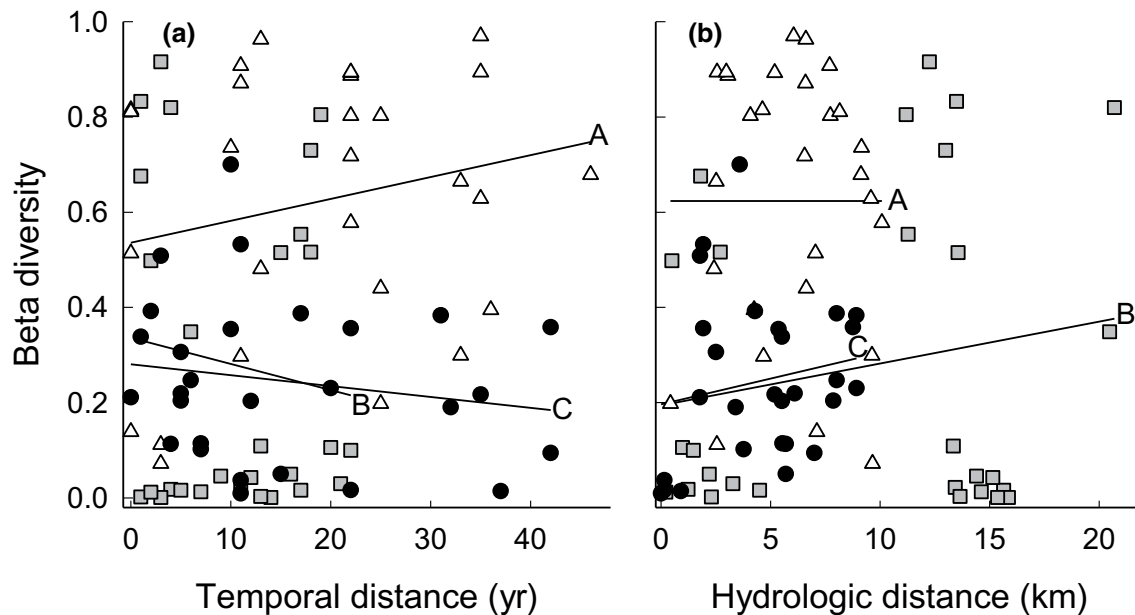 (a)
(b)
Beta diversity
1.0
0.8
0.6
0.4
0.2
0.0
A
B
C
A
B
C
0
10
20
30
40
0
5
10
15
20
Temporal distance (yr)
Hydrologic distance (km)